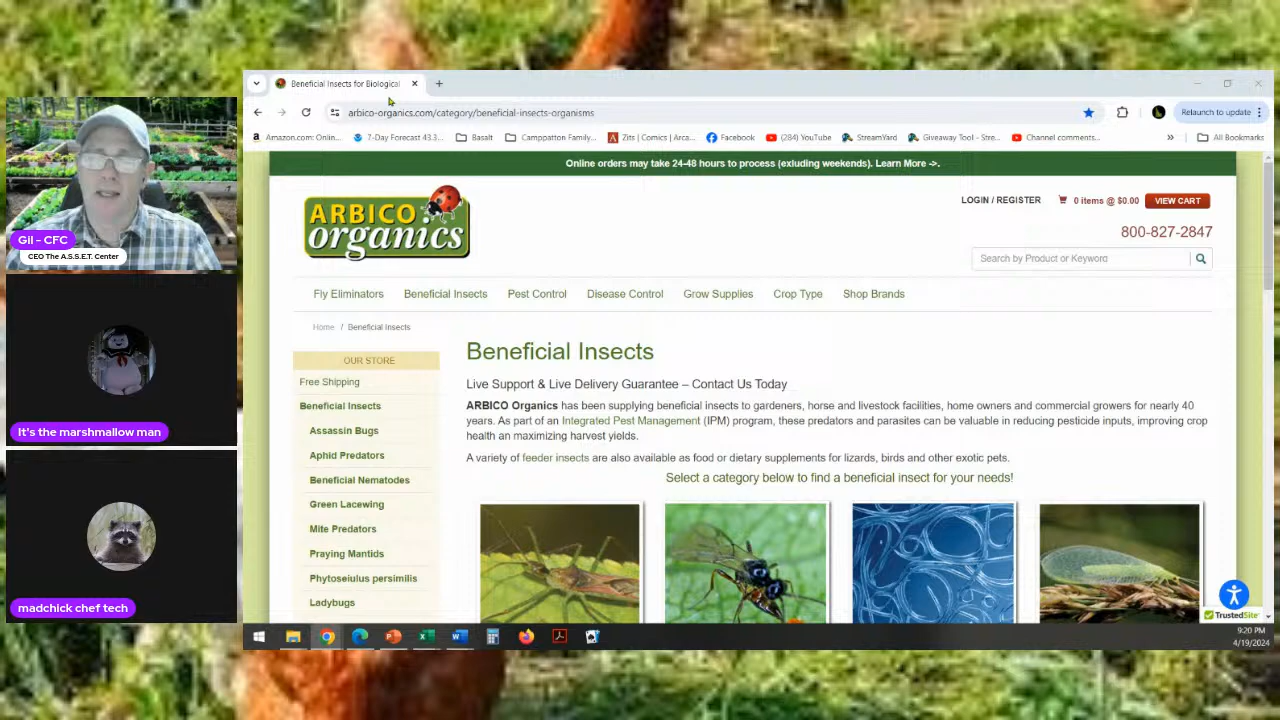 Beneficial Insects for Biological
arbico-organics.com/category/beneficial-insects-organisms
Relaunch to update
Amazon.com: Onlin...
7-Day Forecast 43.3...
Basalt
Camppatton Family...
Zits | Comics | Arca...
Facebook
(284) YouTube
StreamYard
Giveaway Tool - Stre...
Channel comments...
»
All Bookmarks
Online orders may take 24-48 hours to process (exluding weekends). Learn More ->.
ARBICO
organics
LOGIN / REGISTER
0 items @ $0.00
VIEW CART
800-827-2847
Search by Product or Keyword
Fly Eliminators
Beneficial Insects
Pest Control
Disease Control
Grow Supplies
Crop Type
Shop Brands
Home / Beneficial Insects
OUR STORE
Free Shipping
Beneficial Insects
Assassin Bugs
Aphid Predators
Beneficial Nematodes
Green Lacewing
Mite Predators
Praying Mantids
Phytoseiulus persimilis
Ladybugs
Beneficial Insects
Live Support & Live Delivery Guarantee – Contact Us Today
ARBICO Organics has been supplying beneficial insects to gardeners, horse and livestock facilities, home owners and commercial growers for nearly 40
years. As part of an Integrated Pest Management (IPM) program, these predators and parasites can be valuable in reducing pesticide inputs, improving crop
health an maximizing harvest yields.
A variety of feeder insects are also available as food or dietary supplements for lizards, birds and other exotic pets.
Select a category below to find a beneficial insect for your needs!
TrustedSite
9:20 PM
4/19/2024
Gil – CFC
CEO The A.S.S.E.T. Center
It's the marshmallow man
madchick chef tech